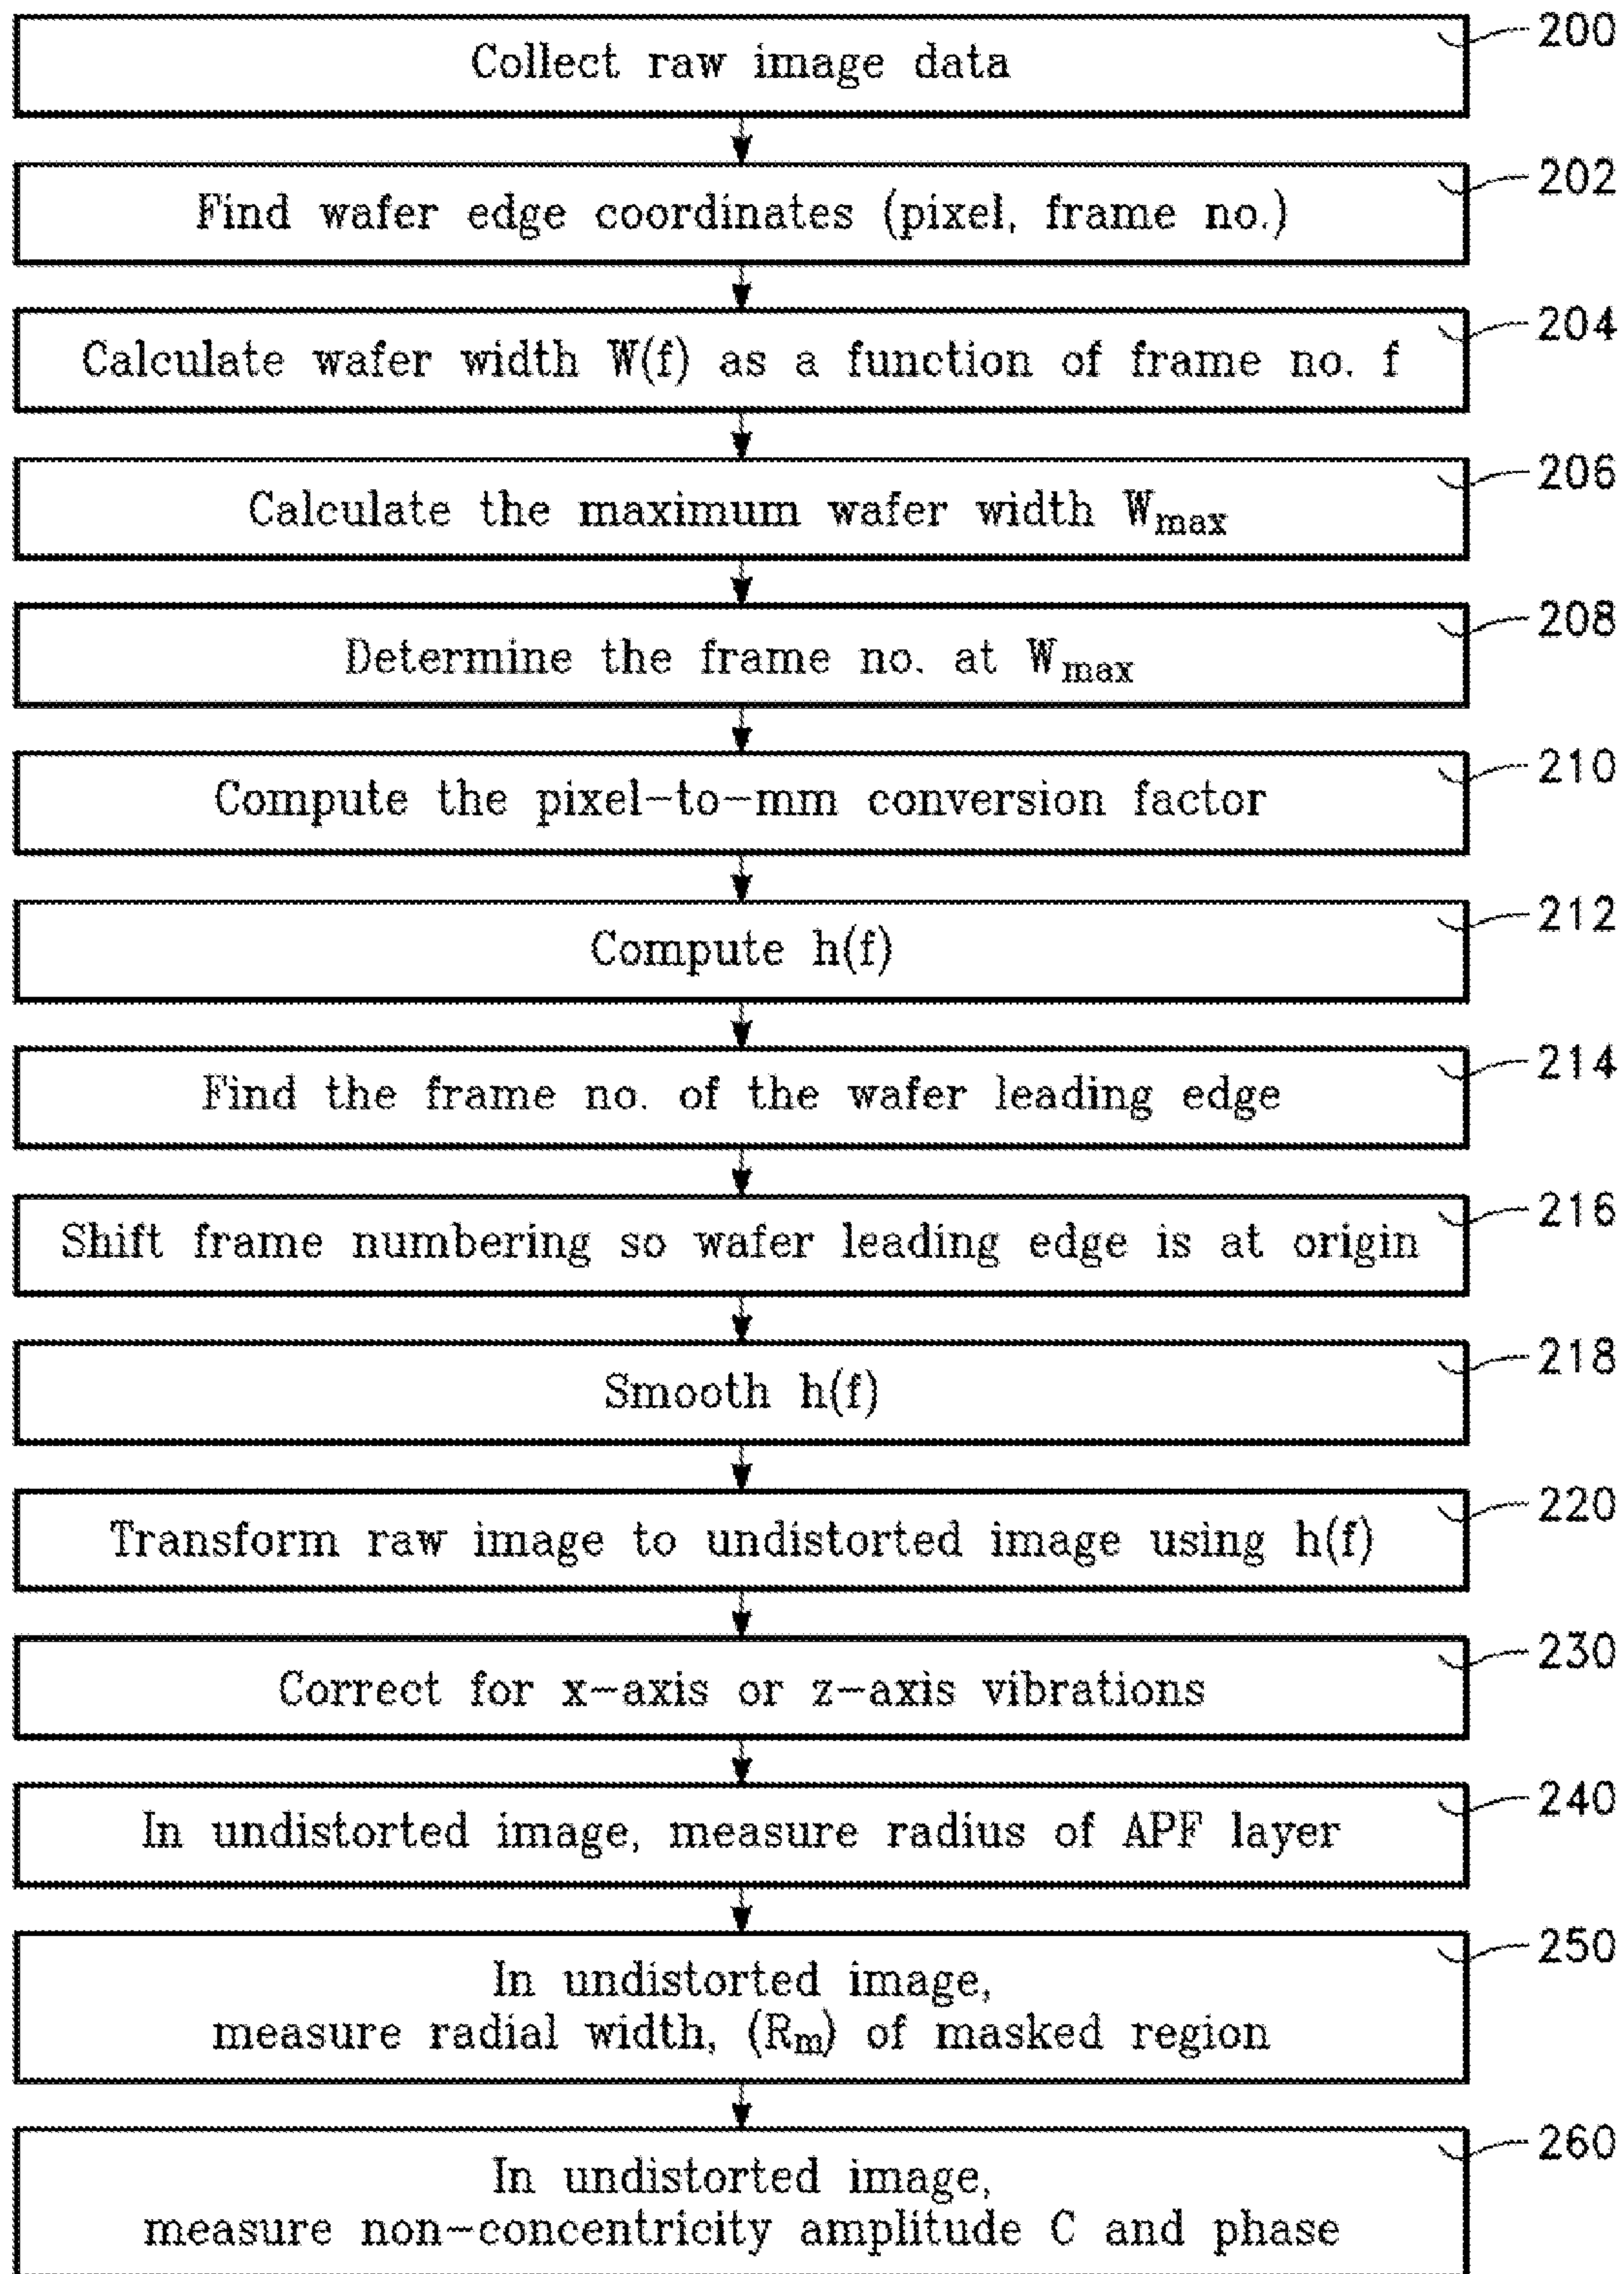 Collect raw image data 200
Find wafer edge coordinates (pixel, frame no.) 202
Calculate wafer width W(f) as a function of frame no. f 204
Calculate the maximum wafer width Wmax 206
Determine the frame no. at Wmax 208
Compute the pixel-to-mm conversion factor 210
Compute h(f) 212
Find the frame no. of the wafer leading edge 214
Shift frame numbering so wafer leading edge is at origin 216
Smooth h(f) 218
Transform raw image to undistorted image using h(f) 220
Correct for x-axis or z-axis vibrations 230
In undistorted image, measure radius of APF layer 240
In undistorted image, 250
measure radial width, (Rm) of masked region
In undistorted image, 260
measure non-concentricity amplitude C and phase